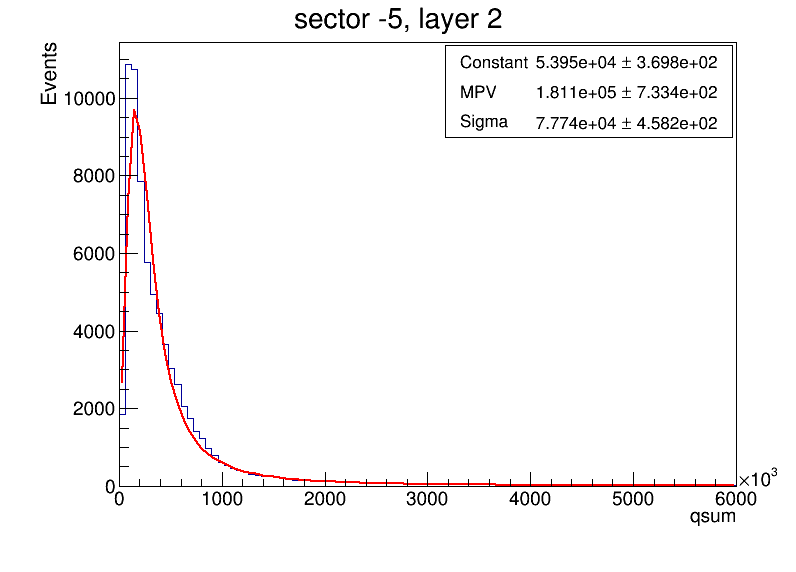 sector -5, layer 2
Events
Constant 5.395e+04 ± 3.698e+02
MPV 1.811e+05 ± 7.334e+02
Sigma 7.774e+04 ± 4.582e+02
10000
8000
6000
4000
2000
0
0 1000 2000 3000 4000 5000 6000
×10³
qsum